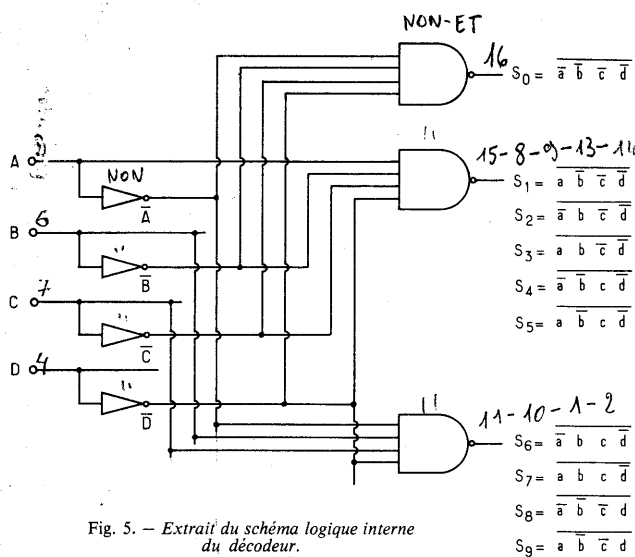 NON-ET
16
S₀ = a̅ b̅ c̅ d̅
A
NON
A̅
"
15-8-9-13-14
S₁ = a b̅ c̅ d̅
S₂ = a̅ b c̅ d̅
B 6
"
B̅
S₃ = a b c̅ d̅
C 7
"
C̅
S₄ = a̅ b̅ c d̅
S₅ = a b̅ c d̅
D 4
"
D̅
"
11-10-1-2
S₆ = a̅ b c d̅
S₇ = a b c d̅
S₈ = a̅ b̅ c̅ d
S₉ = a b̅ c̅ d
Fig. 5. — Extrait du schéma logique interne
du décodeur.